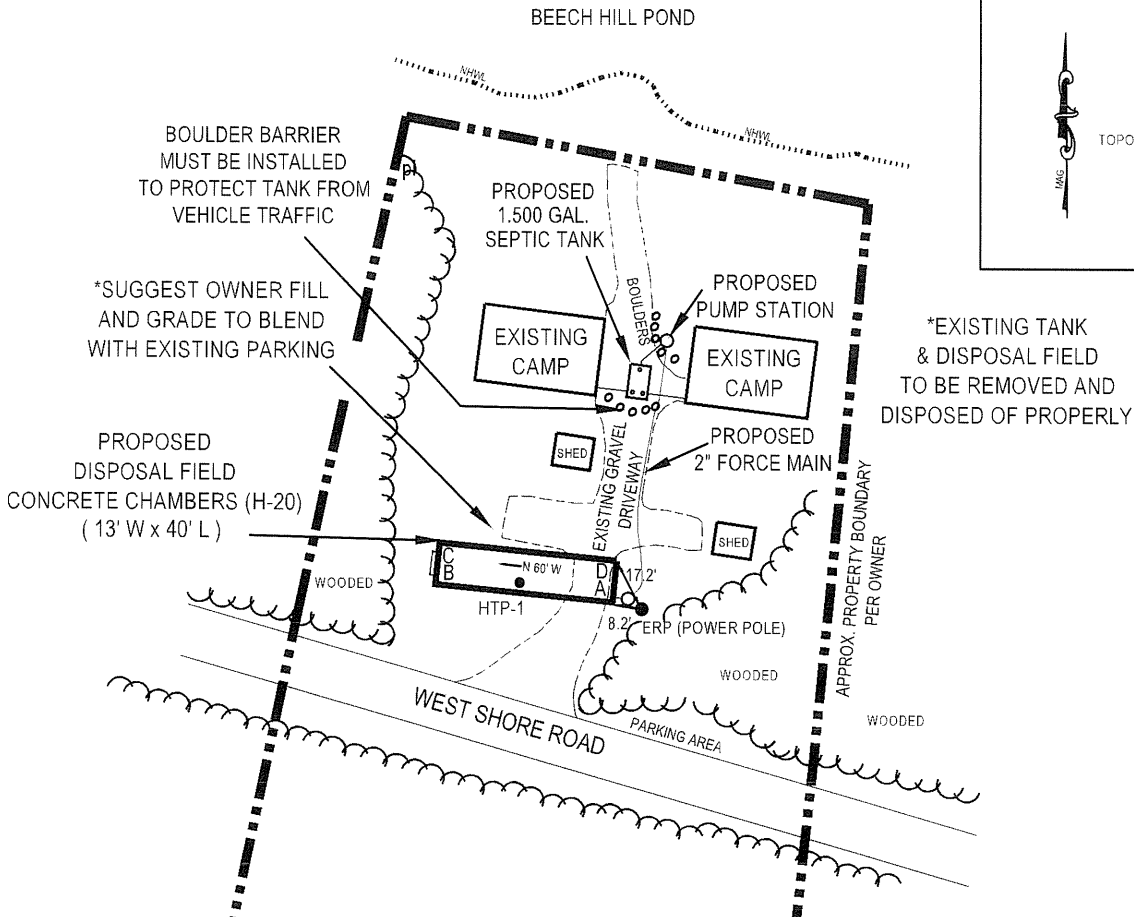 BEECH HILL POND
NHWL
NHWL
MAG
TOPO
BOULDER BARRIER
MUST BE INSTALLED
TO PROTECT TANK FROM
VEHICLE TRAFFIC
PROPOSED
1.500 GAL.
SEPTIC TANK
*SUGGEST OWNER FILL
AND GRADE TO BLEND
WITH EXISTING PARKING
BOULDERS
PROPOSED
PUMP STATION
EXISTING
CAMP
EXISTING
CAMP
*EXISTING TANK
& DISPOSAL FIELD
TO BE REMOVED AND
DISPOSED OF PROPERLY
PROPOSED
DISPOSAL FIELD
CONCRETE CHAMBERS (H-20)
( 13' W x 40' L )
SHED
EXISTING GRAVEL
DRIVEWAY
PROPOSED
2" FORCE MAIN
SHED
APPROX. PROPERTY BOUNDARY
PER OWNER
WOODED
C
B
N 60' W
D
A
17.2'
HTP-1
8.2'
ERP (POWER POLE)
WOODED
WOODED
WEST SHORE ROAD
PARKING AREA